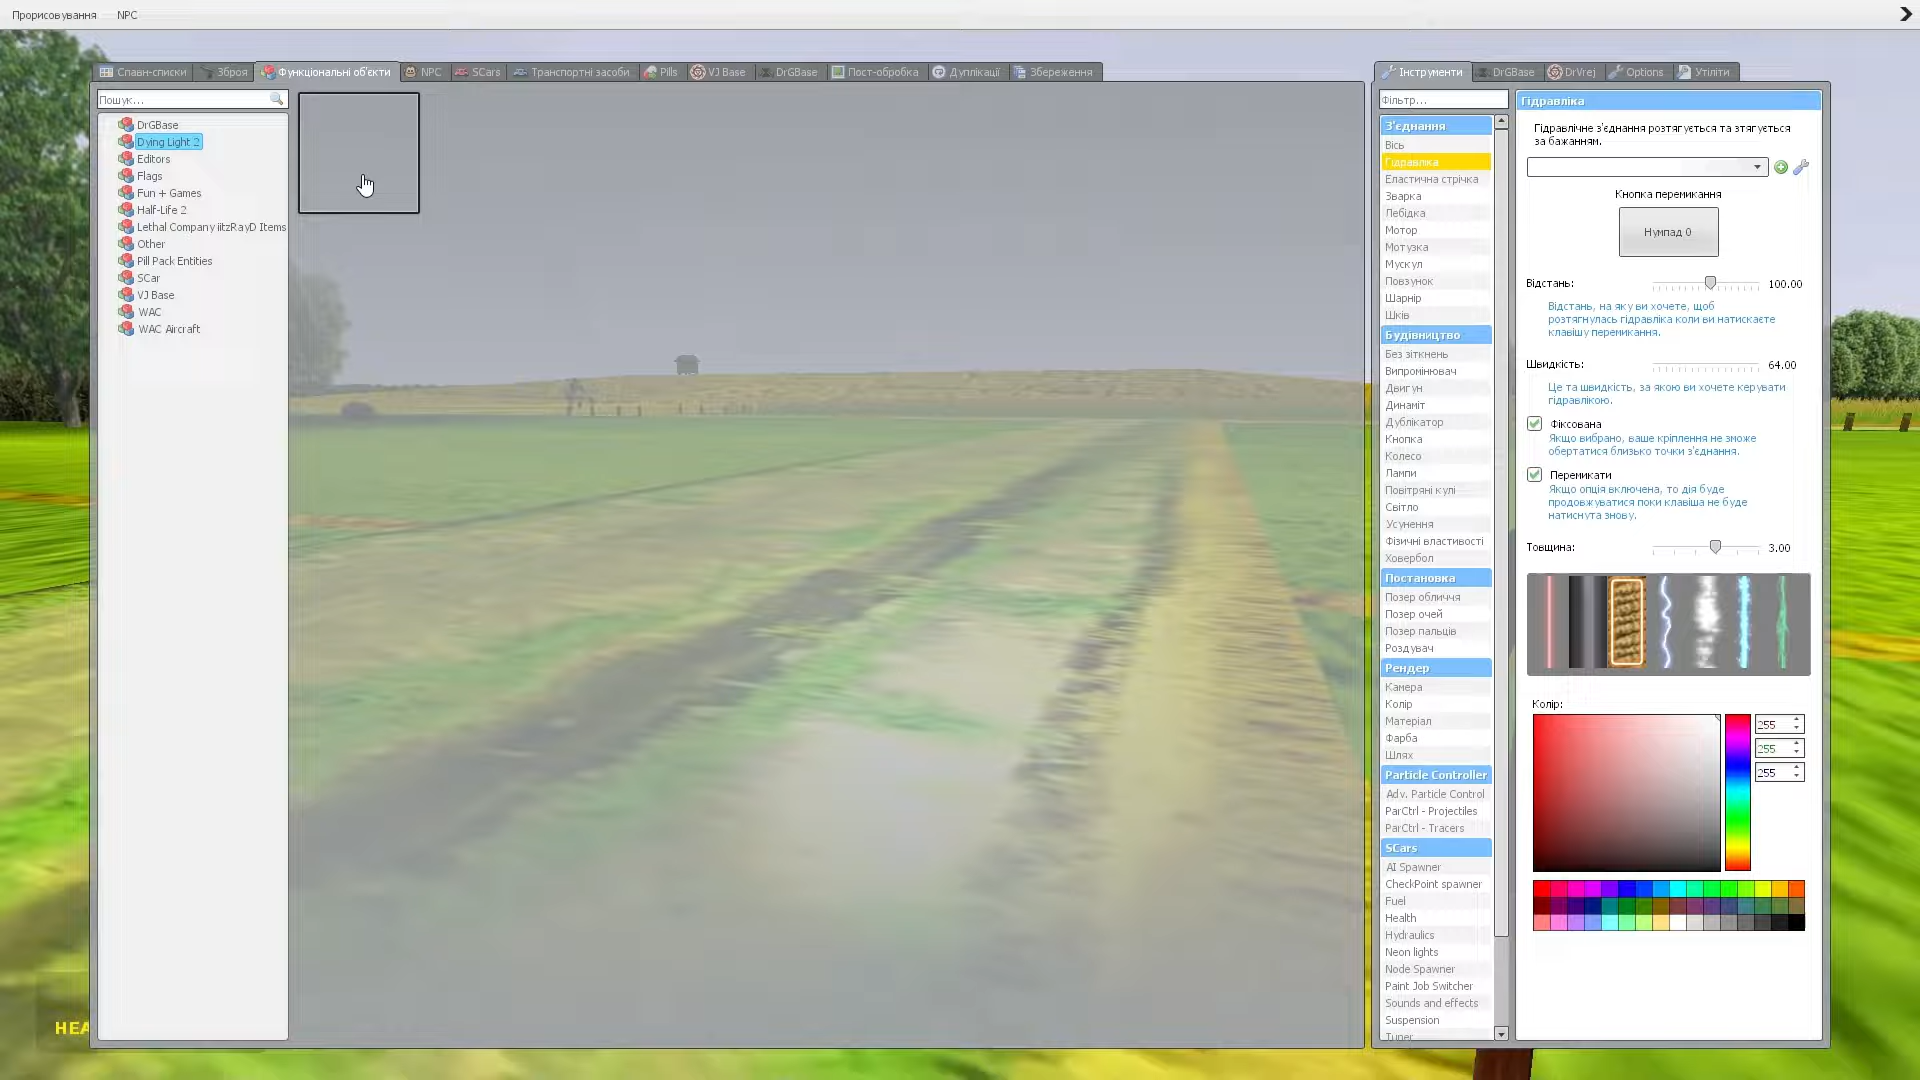 Прорисовування NPC
Спавн-списки Зброя Функціональні об'єкти NPC SCars Транспортні засоби Pills VJ Base DrGBase Пост-обробка Дуплікації Збереження
Пошук...
DrGBase
Dying Light 2
Editors
Flags
Fun + Games
Half-Life 2
Lethal Company iitzRayD Items
Other
Pill Pack Entities
SCar
VJ Base
WAC
WAC Aircraft
HEA
Інструменти DrGBase DrVrej Options Утиліти
Фільтр...
З'єднання
Вісь
Гідравліка
Еластична стрічка
Зварка
Лебідка
Мотор
Мотузка
Мускул
Повзунок
Шарнір
Шків
Будівництво
Без зіткнень
Випромінювач
Двигун
Динаміт
Дублікатор
Кнопка
Колесо
Лампи
Повітряні кулі
Світло
Усунення
Фізичні властивості
Ховербол
Постановка
Позер обличчя
Позер очей
Позер пальців
Роздувач
Рендер
Камера
Колір
Матеріал
Фарба
Шлях
Particle Controller
Adv. Particle Control
ParCtrl - Projectiles
ParCtrl - Tracers
SCars
AI Spawner
CheckPoint spawner
Fuel
Health
Hydraulics
Neon lights
Node Spawner
Paint Job Switcher
Sounds and effects
Suspension
Tuner
Гідравліка
Гідравлічне з'єднання розтягується та зтягується
за бажанням.
Кнопка перемикання
Нумпад 0
Відстань: 100.00
Відстань, на яку ви хочете, щоб
розтягнулась гідравліка коли ви натискаєте
клавішу перемикання.
Швидкість: 64.00
Це та швидкість, за якою ви хочете керувати
гідравлікою.
Фіксована
Якщо вибрано, ваше кріплення не зможе
обертатися близько точки з'єднання.
Перемикати
Якщо опція включена, то дія буде
продовжуватися поки клавіша не буде
натиснута знову.
Товщина: 3.00
Колір:
255
255
255